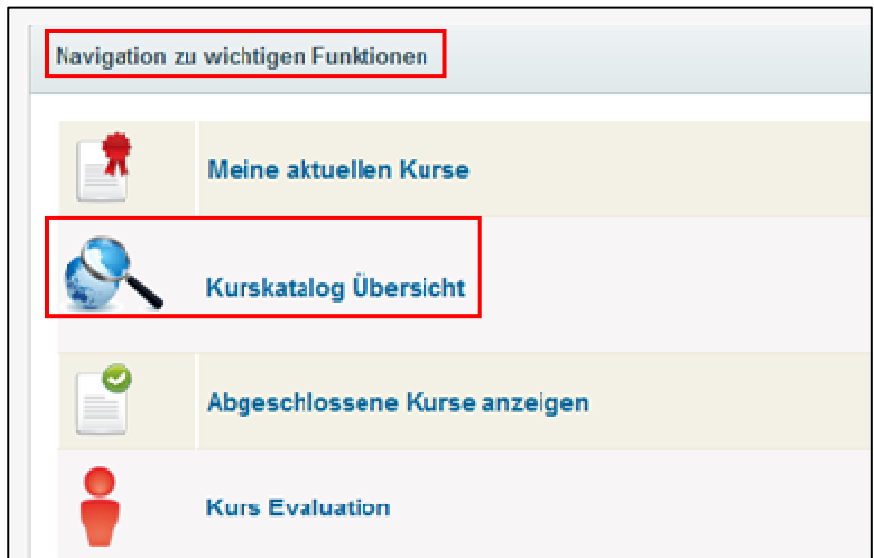 Navigation zu wichtigen Funktionen
Meine aktuellen Kurse
Kurskatalog Übersicht
Abgeschlossene Kurse anzeigen
Kurs Evaluation